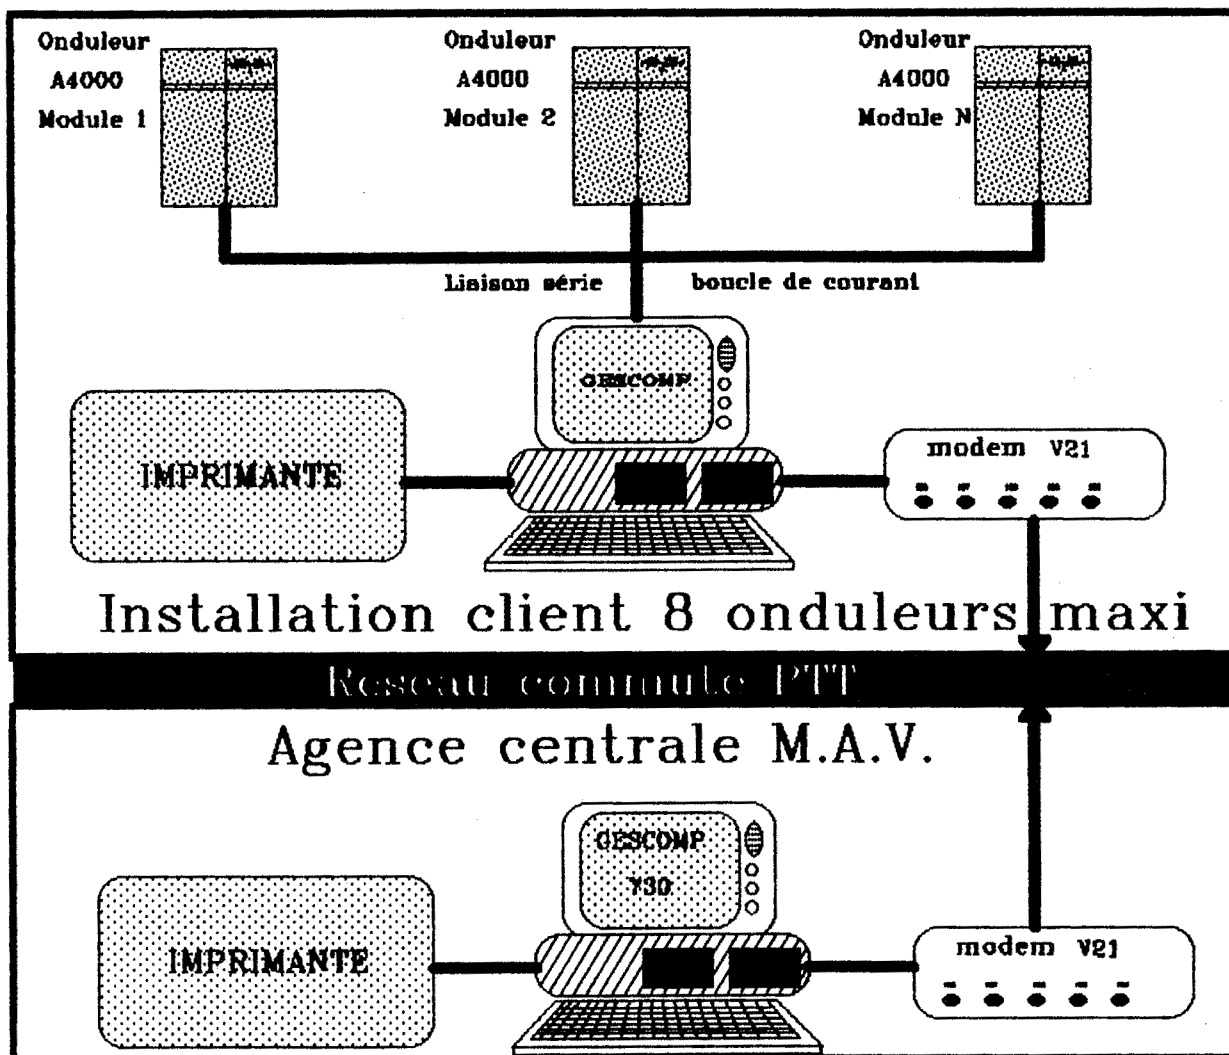 Onduleur
A4000
Module 1
Onduleur
A4000
Module 2
Onduleur
A4000
Module N
Liaison série boucle de courant
GESCOMP
IMPRIMANTE
modem V21
Installation client 8 onduleurs maxi
Reseau commute PTT
Agence centrale M.A.V.
GESCOMP
730
IMPRIMANTE
modem V21